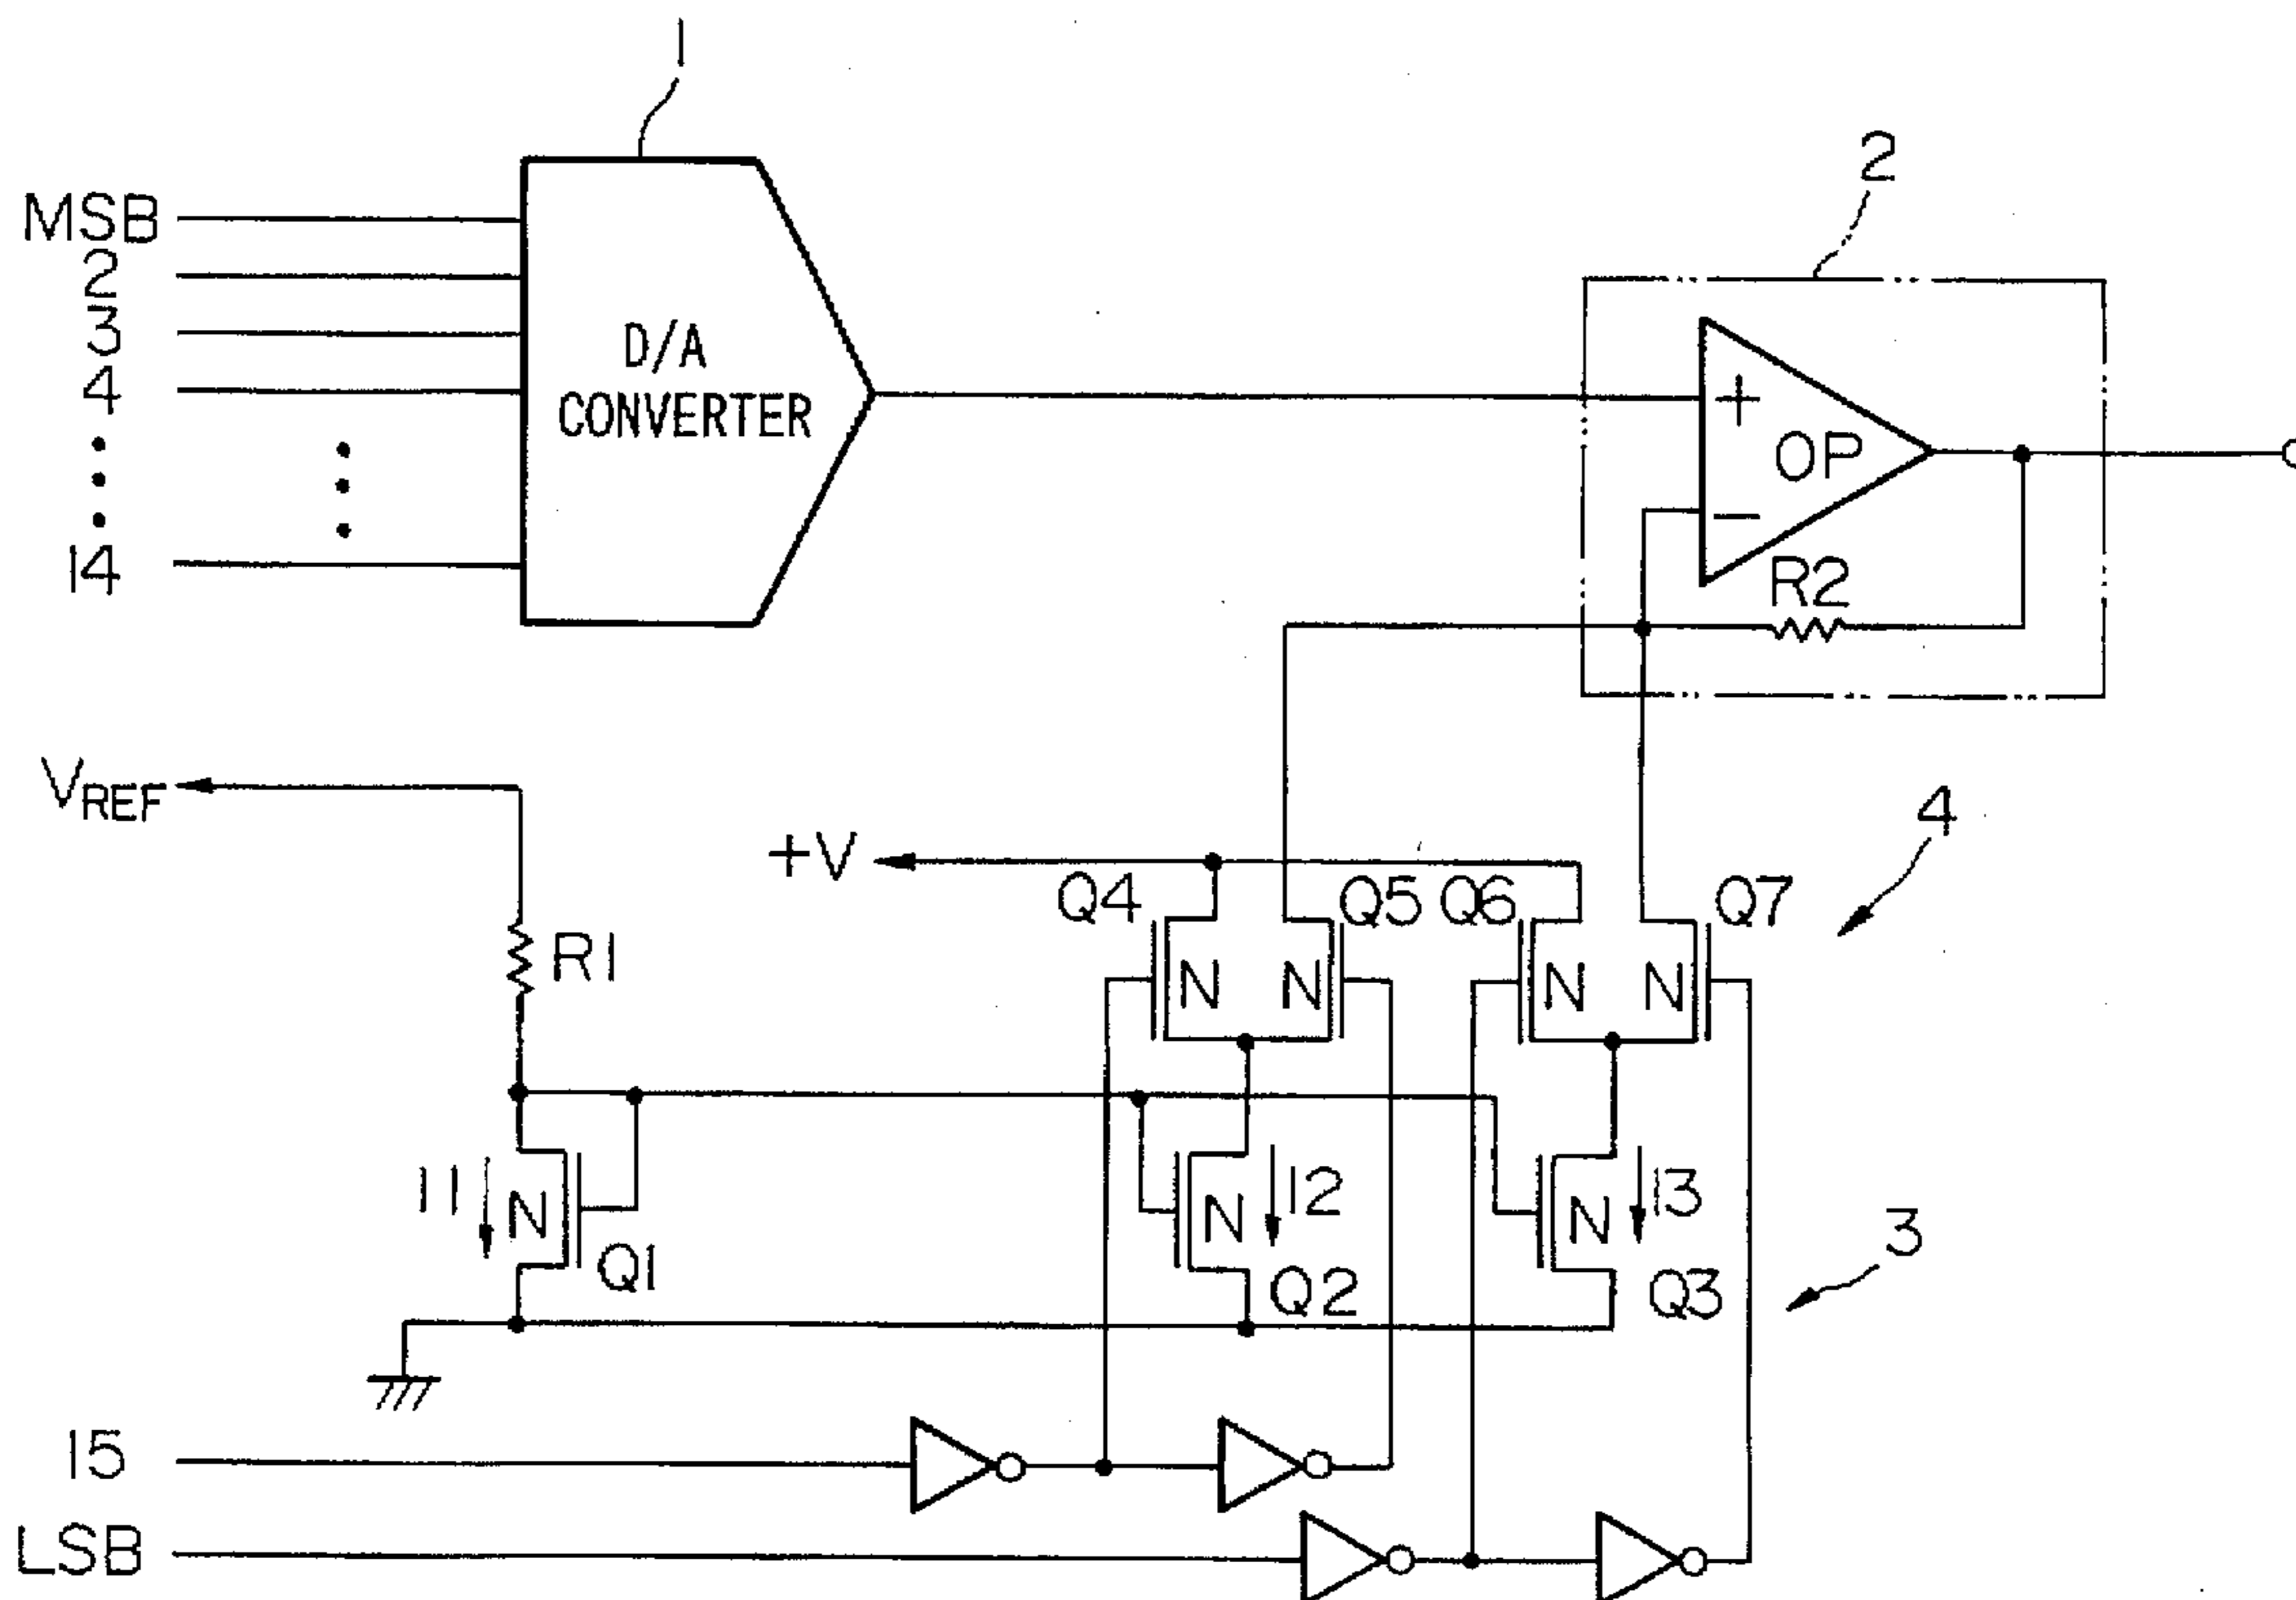 1
2
MSB
2
3
4
14
D/A
CONVERTER
+
OP
−
R2
VREF
+V
4
Q4
Q5
Q6
Q7
R1
N
N
N
N
I1
N
Q1
N
I2
Q2
N
I3
Q3
3
15
LSB